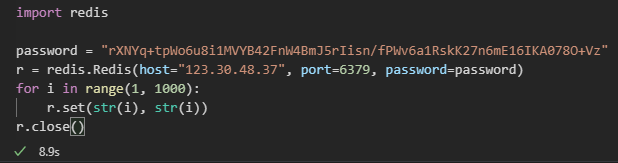 import redis
password = "rXNYq+tpWo6u8i1MVYB42FnW4BmJ5rIisn/fPWv6a1RskK27n6mE16IKA078O+Vz"
r = redis.Redis(host="123.30.48.37", port=6379, password=password)
for i in range(1, 1000):
    r.set(str(i), str(i))
r.close()
✓ 8.9s